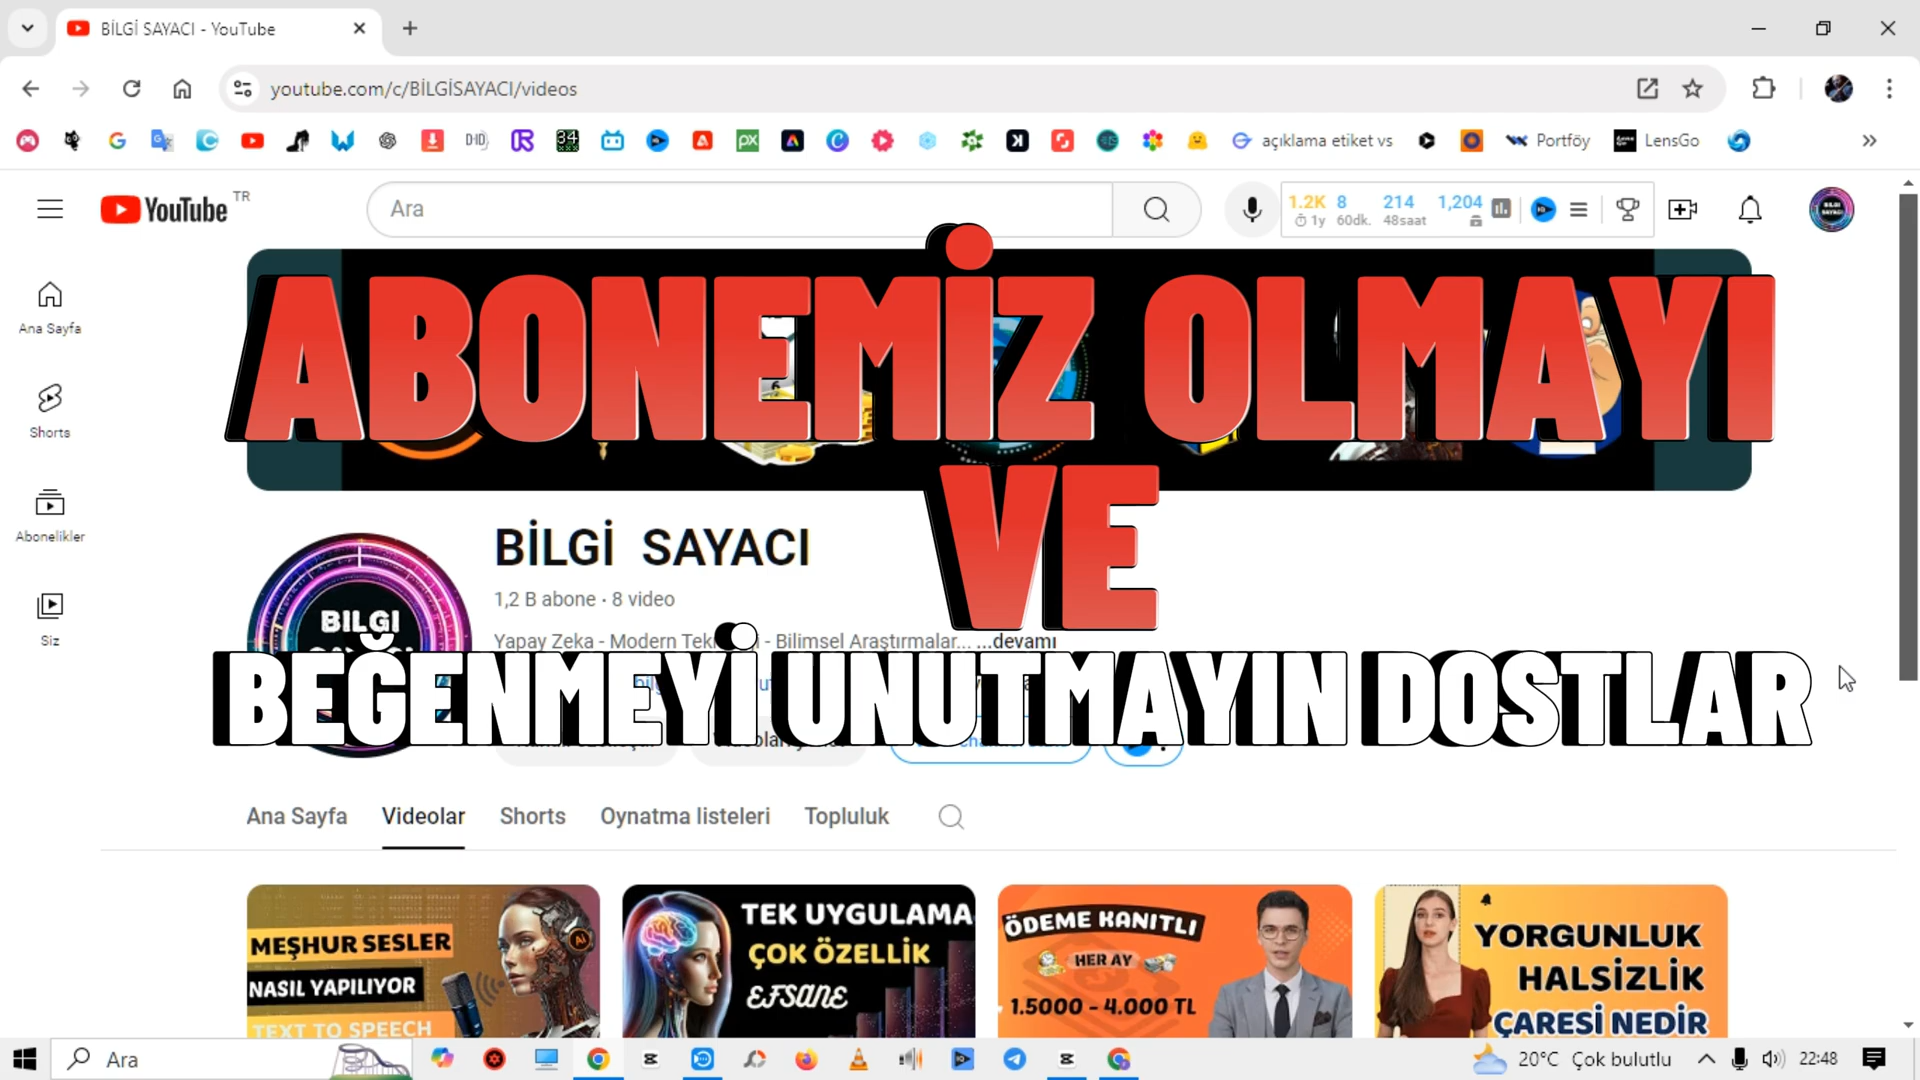 BİLGİ SAYACI - YouTube
youtube.com/c/BİLGİSAYACI/videos
açıklama etiket vs
Portföy
LensGo
YouTube TR
Ara
1.2K 8 214 1,204
1y 60dk. 48saat
ABONEMİZ OLMAYI
VE
BEĞENMEYİ UNUTMAYIN DOSTLAR
Ana Sayfa
Shorts
Abonelikler
Siz
BİLGİ SAYACI
1,2 B abone • 8 video
Yapay Zeka - Modern - Bilimsel Araştırmalar... ...devamı
BILGI
Ana Sayfa Videolar Shorts Oynatma listeleri Topluluk
MEŞHUR SESLER
NASIL YAPILIYOR
TEXT TO SPEECH
Ai
TEK UYGULAMA
ÇOK ÖZELLİK
EFSANE
ÖDEME KANITLI
HER AY
1.5000 - 4.000 TL
YORGUNLUK
HALSİZLİK
ÇARESİ NEDİR
Ara
20°C Çok bulutlu
22:48